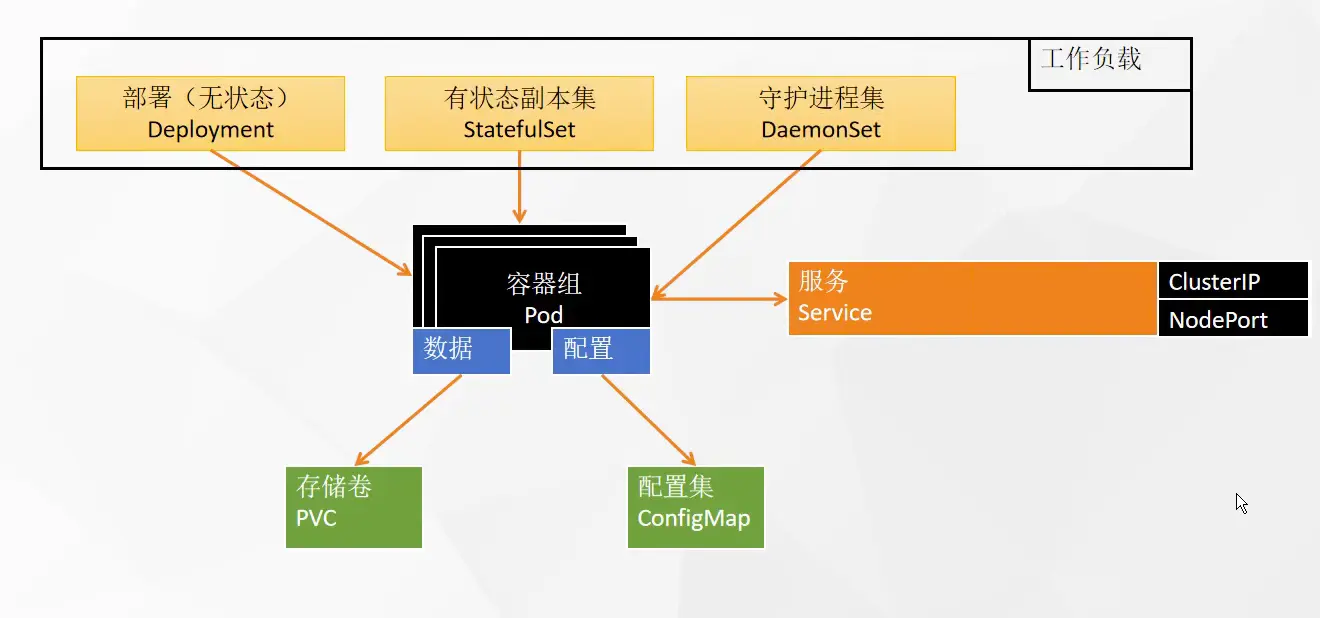 工作负载
部署（无状态）
Deployment
有状态副本集
StatefulSet
守护进程集
DaemonSet
容器组
Pod
数据
配置
服务
Service
ClusterIP
NodePort
存储卷
PVC
配置集
ConfigMap